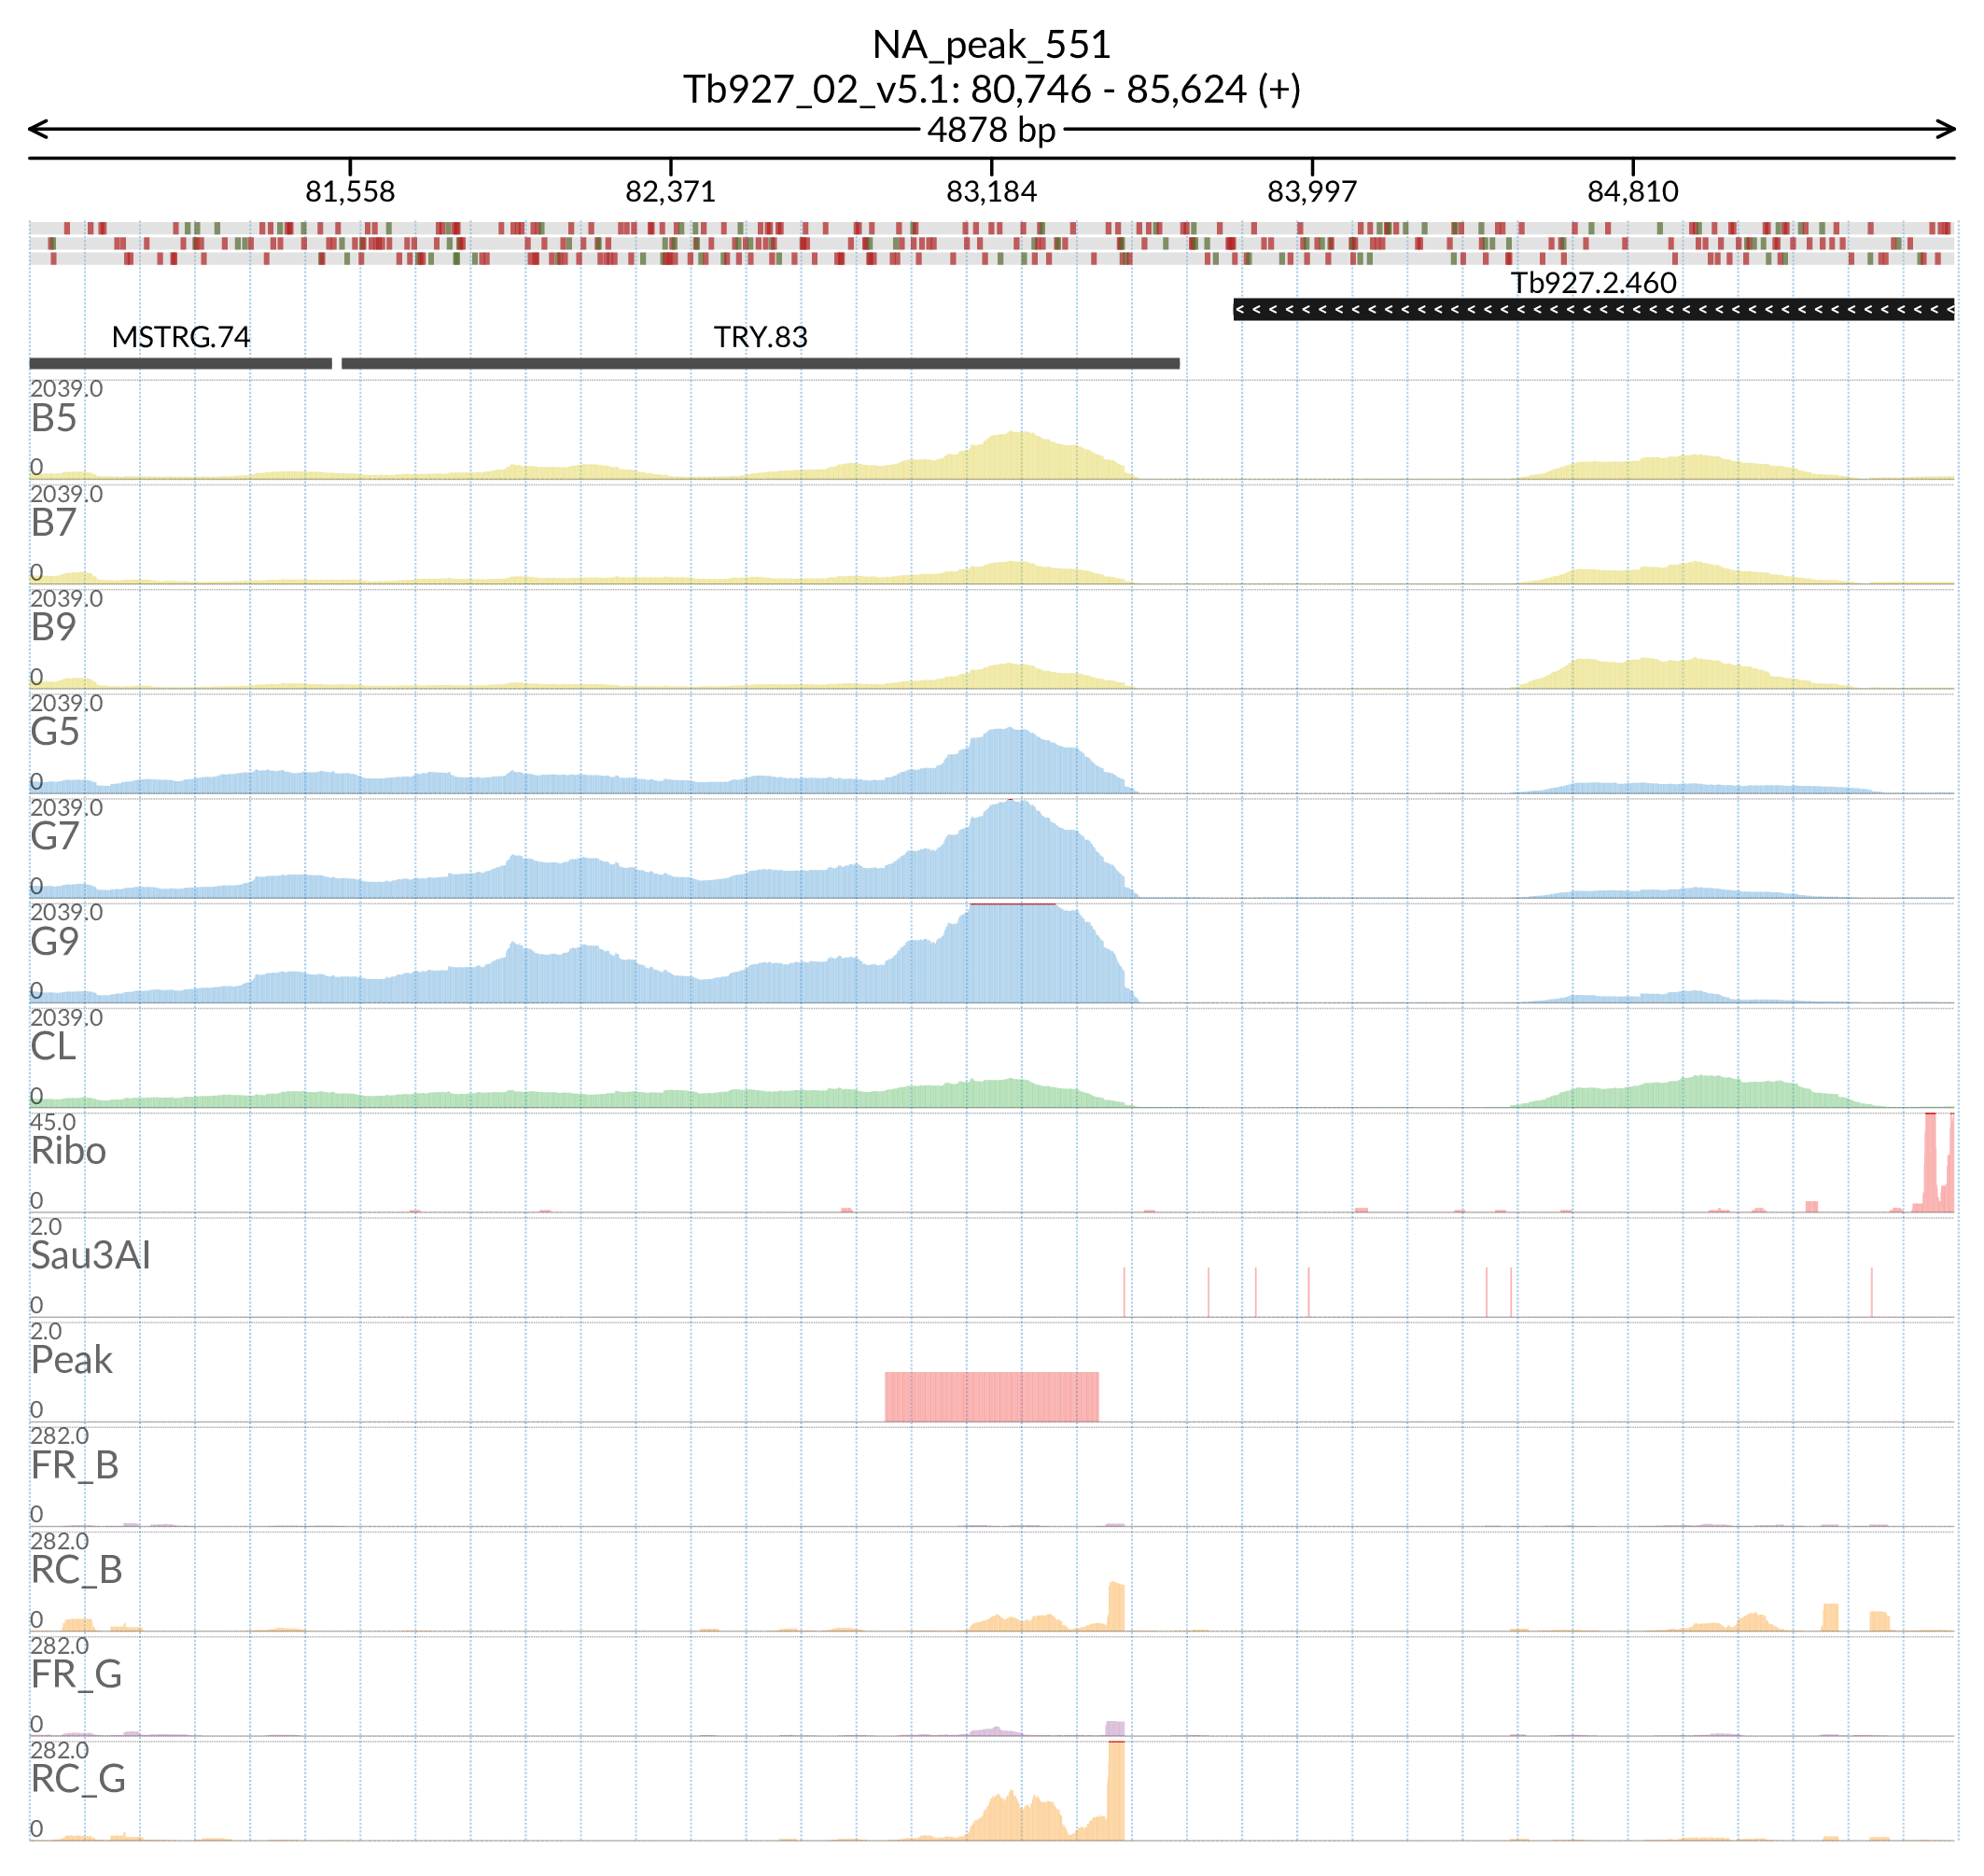 NA_peak_551
Tb927_02_v5.1: 80,746 - 85,624 (+)
4878 bp
81,558 82,371 83,184 83,997 84,810
Tb927.2.460
MSTRG.74 TRY.83
2039.0
B5
0
2039.0
B7
0
2039.0
B9
0
2039.0
G5
0
2039.0
G7
0
2039.0
G9
0
2039.0
CL
0
45.0
Ribo
0
2.0
Sau3AI
0
2.0
Peak
0
282.0
FR_B
0
282.0
RC_B
0
282.0
FR_G
0
282.0
RC_G
0